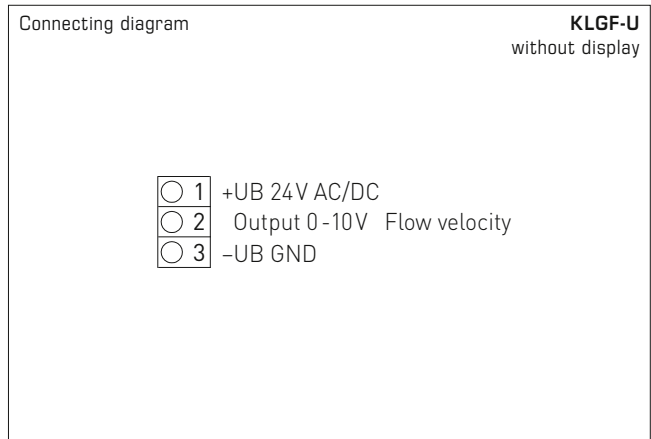 Connecting diagram KLGF-U
without display
1 +UB 24V AC/DC
2 Output 0-10V Flow velocity
3 –UB GND